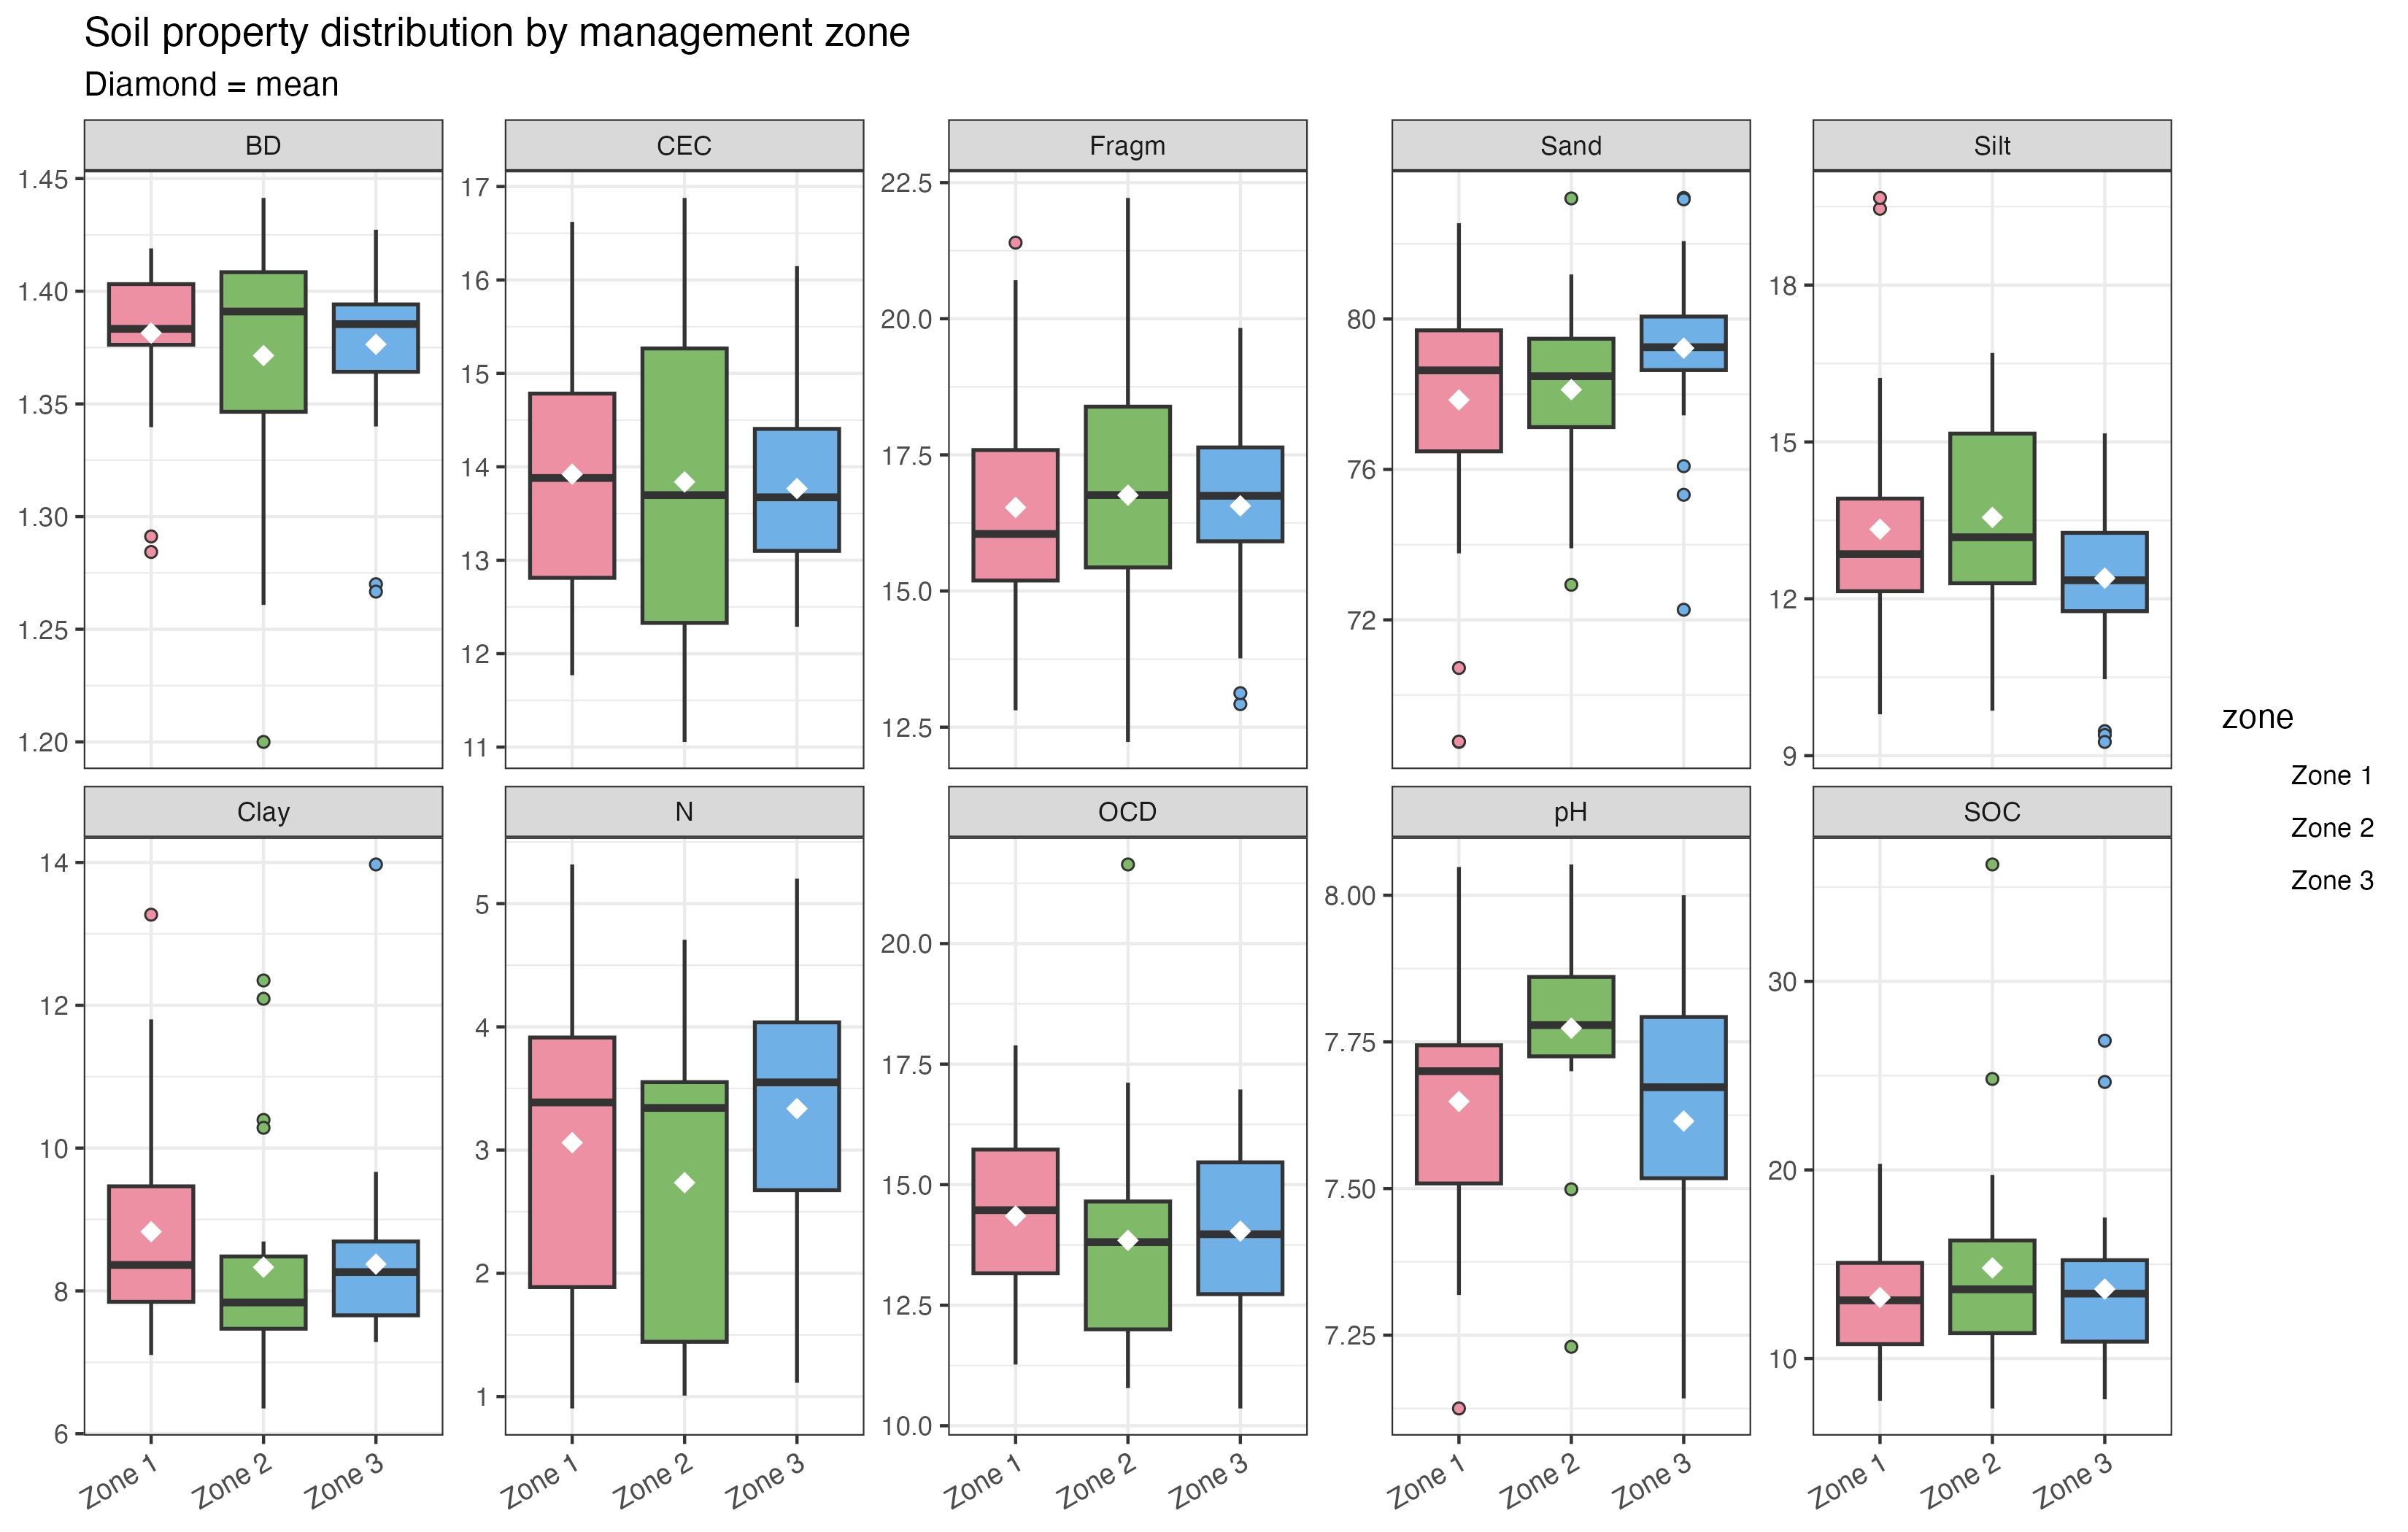 Soil property distribution by management zone
Diamond = mean
BD
CEC
Fragm
Sand
Silt
1.45
1.40
1.35
1.30
1.25
1.20
17
16
15
14
13
12
11
22.5
20.0
17.5
15.0
12.5
80
76
72
18
15
12
9
Clay
N
OCD
pH
SOC
14
12
10
8
6
5
4
3
2
1
20.0
17.5
15.0
12.5
10.0
8.00
7.75
7.50
7.25
30
20
10
Zone 1
Zone 2
Zone 3
Zone 1
Zone 2
Zone 3
Zone 1
Zone 2
Zone 3
Zone 1
Zone 2
Zone 3
Zone 1
Zone 2
Zone 3
zone
Zone 1
Zone 2
Zone 3